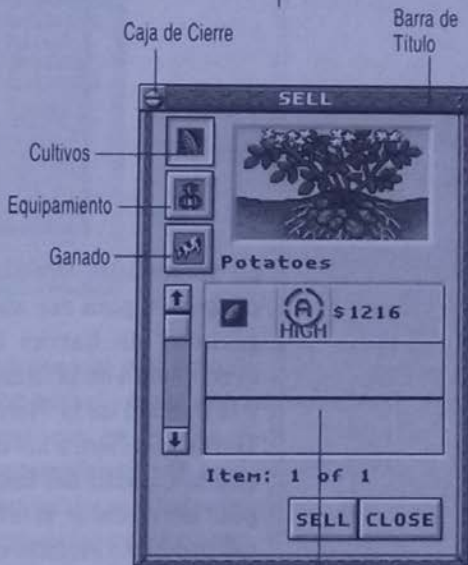 Caja de Cierre
Barra de
Título
SELL
Cultivos
Equipamiento
Ganado
Potatoes
A
HIGH
$1216
Item: 1 of 1
SELL
CLOSE